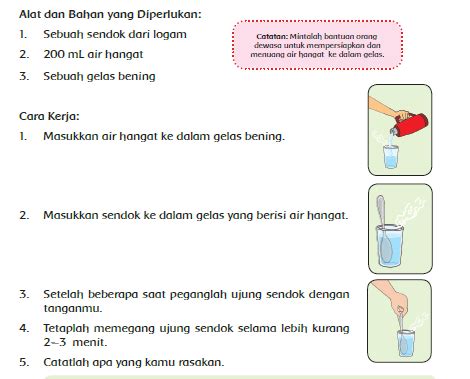 Alat dan Bahan yang Diperlukan:
1. Sebuah sendok dari logam
2. 200 mL air hangat
3. Sebuah gelas bening
Catatan: Mintalah bantuan orang
dewasa untuk mempersiapkan dan
menuang air hangat ke dalam gelas.
Cara Kerja:
1. Masukkan air hangat ke dalam gelas bening.
2. Masukkan sendok ke dalam gelas yang berisi air hangat.
3. Setelah beberapa saat peganglah ujung sendok dengan
tanganmu.
4. Tetaplah memegang ujung sendok selama lebih kurang
2–3 menit.
5. Catatlah apa yang kamu rasakan.